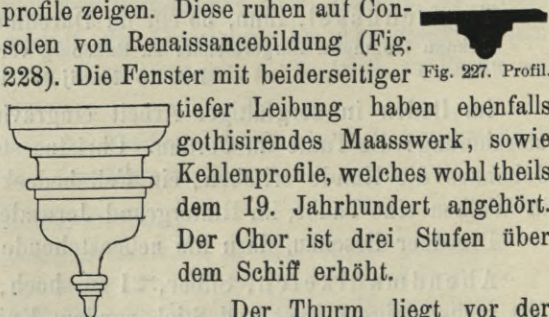 profile zeigen. Diese ruhen auf Con-
solen von Renaissancebildung (Fig.
228). Die Fenster mit beiderseitiger
Fig. 227. Profil.
tiefer Leibung haben ebenfalls
gothisirendes Maasswerk, sowie
Kehlenprofile, welches wohl theils
dem 19. Jahrhundert angehört.
Der Chor ist drei Stufen über
dem Schiff erhöht.
Der Thurm liegt vor der